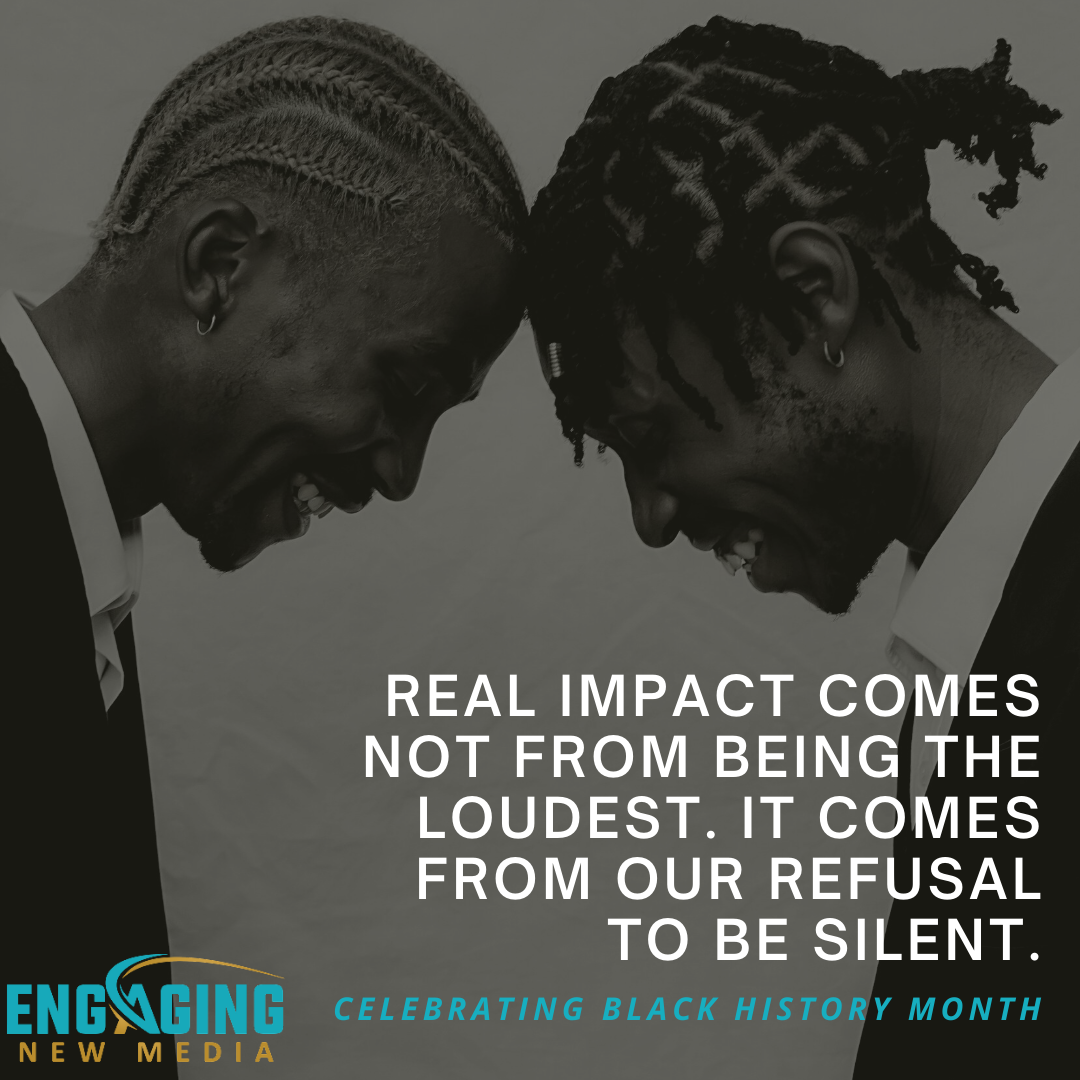 REAL IMPACT COMES
NOT FROM BEING THE
LOUDEST. IT COMES
FROM OUR REFUSAL
TO BE SILENT.
CELEBRATING BLACK HISTORY MONTH
ENGAGING
NEW MEDIA